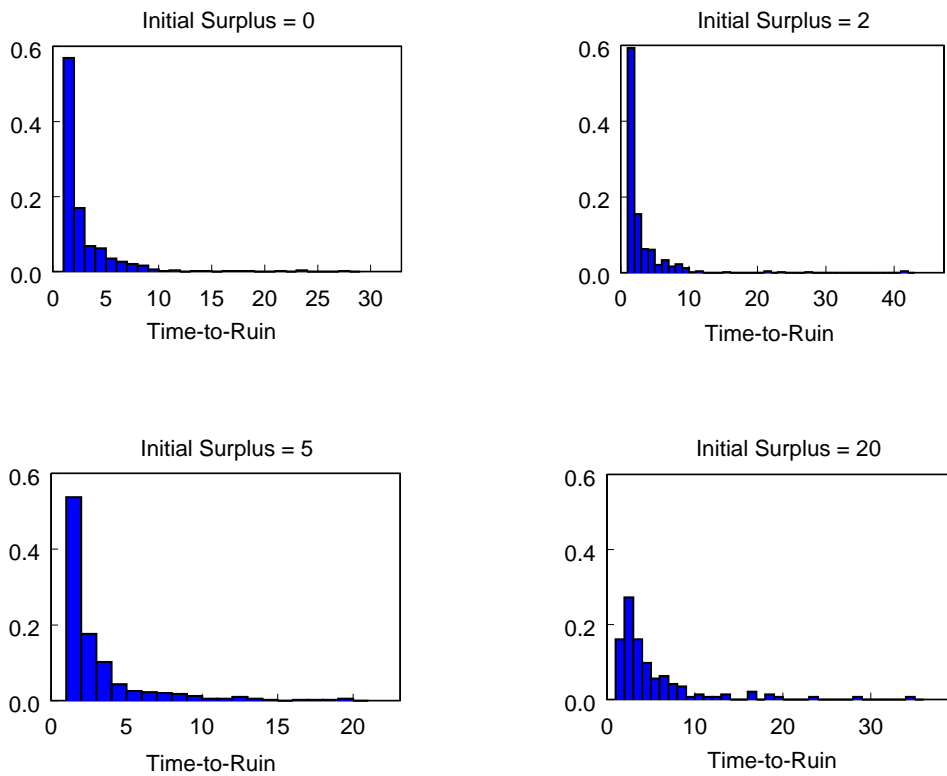 Initial Surplus = 0
0.6
0.4
0.2
0.0
0 5 10 15 20 25 30
Time-to-Ruin
Initial Surplus = 2
0.6
0.4
0.2
0.0
0 10 20 30 40
Time-to-Ruin
Initial Surplus = 5
0.6
0.4
0.2
0.0
0 5 10 15 20
Time-to-Ruin
Initial Surplus = 20
0.6
0.4
0.2
0.0
0 10 20 30
Time-to-Ruin